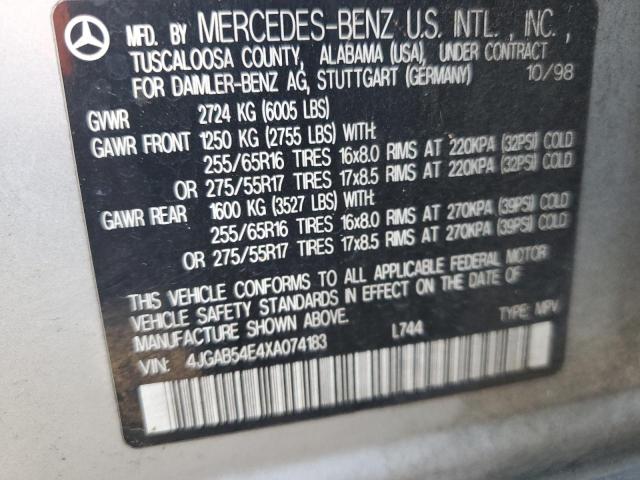 MFD. BY MERCEDES-BENZ U.S. INTL., INC.,
TUSCALOOSA COUNTY, ALABAMA (USA), UNDER CONTRACT
FOR DAIMLER-BENZ AG, STUTTGART (GERMANY) 10/98
GVWR 2724 KG (6005 LBS)
GAWR FRONT 1250 KG (2755 LBS) WITH:
255/65R16 TIRES 16x8.0 RIMS AT 220KPA (32PSI) COLD
OR 275/55R17 TIRES 17x8.5 RIMS AT 220KPA (32PSI) COLD
GAWR REAR 1600 KG (3527 LBS) WITH:
255/65R16 TIRES 16x8.0 RIMS AT 270KPA (39PSI) COLD
OR 275/55R17 TIRES 17x8.5 RIMS AT 270KPA (39PSI) COLD
THIS VEHICLE CONFORMS TO ALL APPLICABLE FEDERAL MOTOR
VEHICLE SAFETY STANDARDS IN EFFECT ON THE DATE OF
MANUFACTURE SHOWN ABOVE.
VIN: 4JGAB54E4XA074183 L744 TYPE: MPV